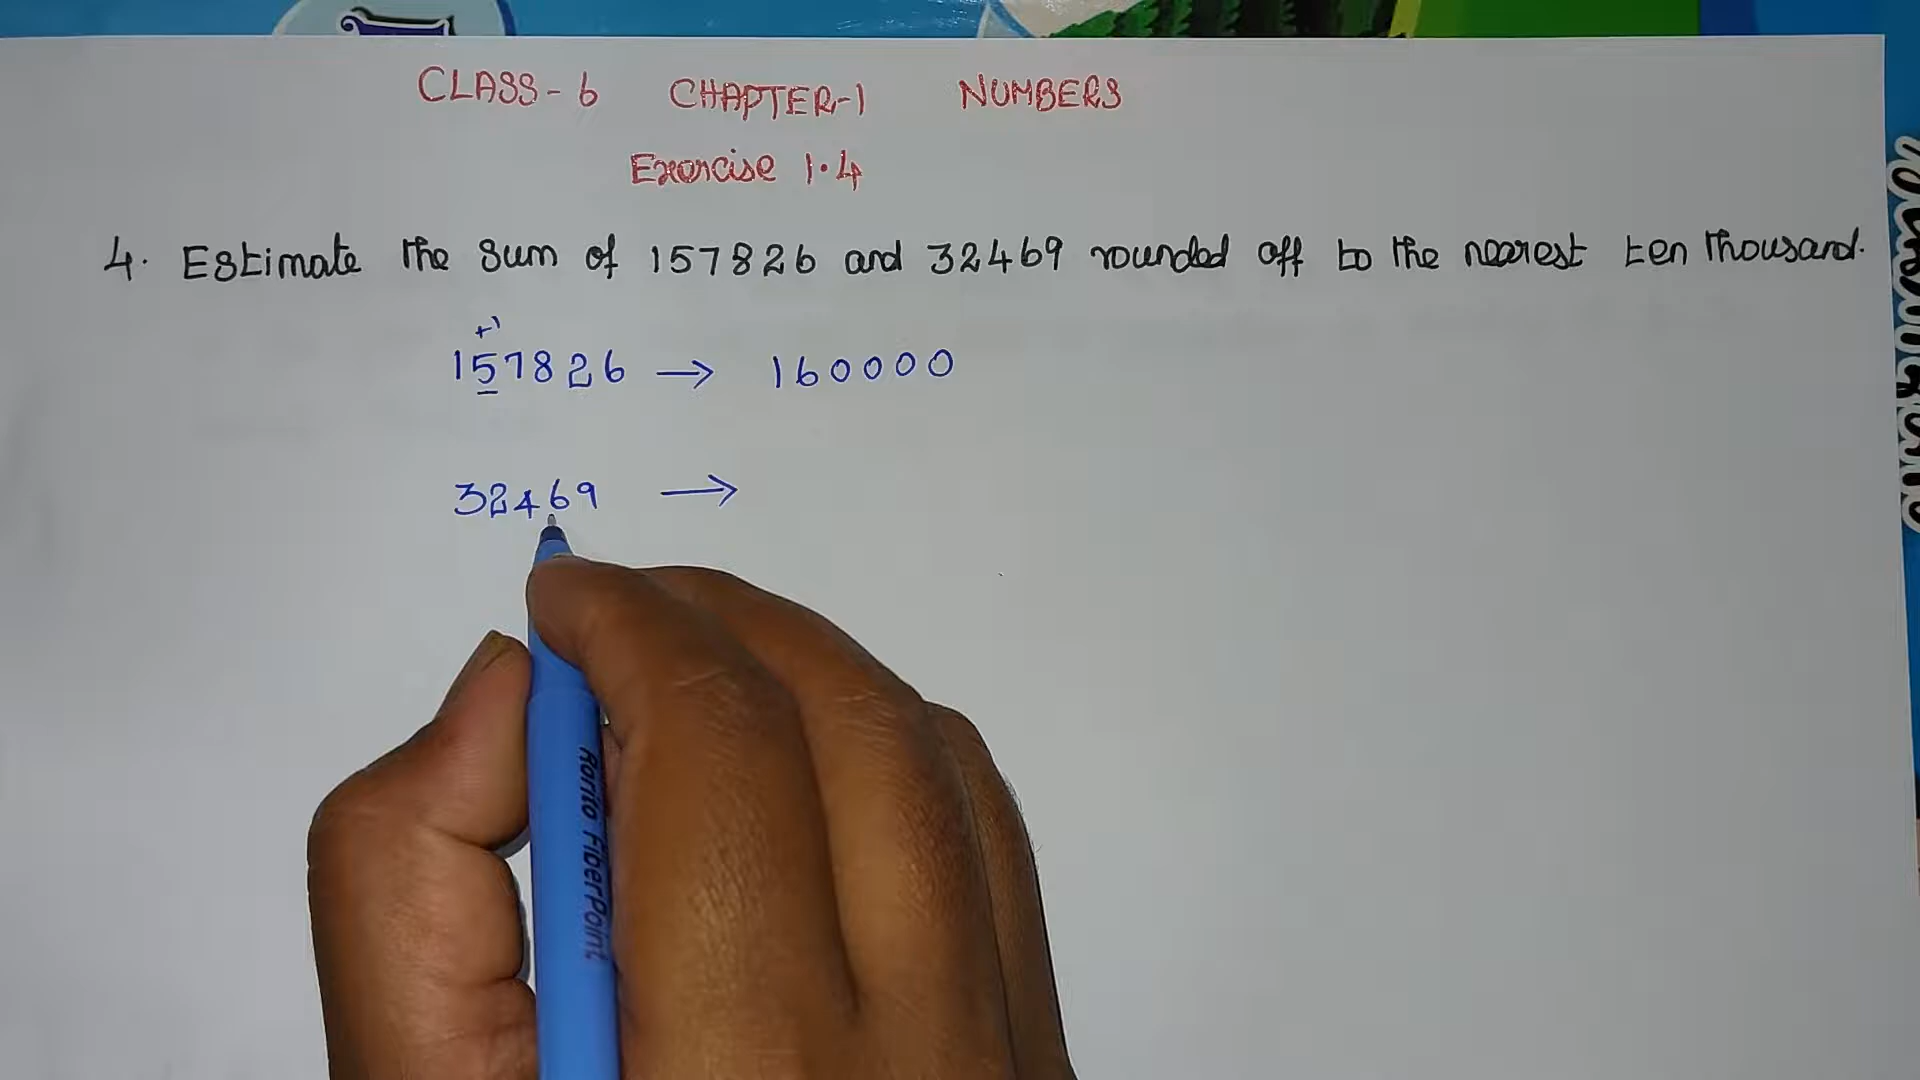 CLASS-6 CHAPTER-1 NUMBERS
Exercise 1.4
4. Estimate the sum of 157826 and 32469 rounded off to the nearest ten thousand.
+1
157826 → 160000
32469 →
Rorito FiberPoint